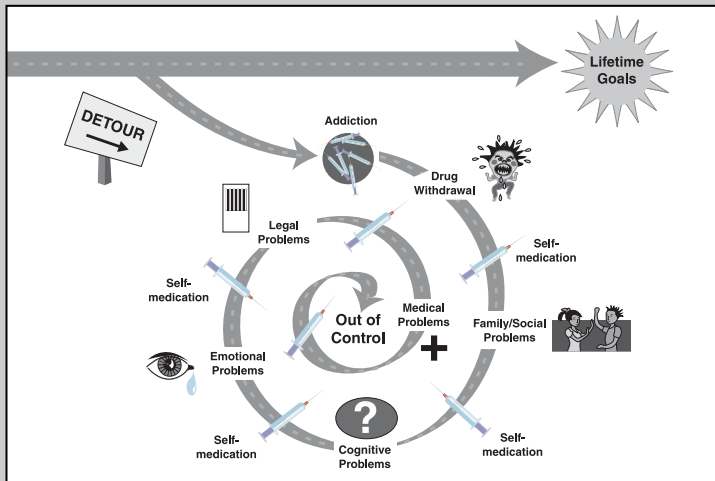 Lifetime
Goals
DETOUR
Addiction
Drug
Withdrawal
Legal
Problems
Self-
medication
Self-
medication
Out of
Control
Medical
Problems
Family/Social
Problems
Emotional
Problems
?
Self-
medication
Self-
medication
Cognitive
Problems